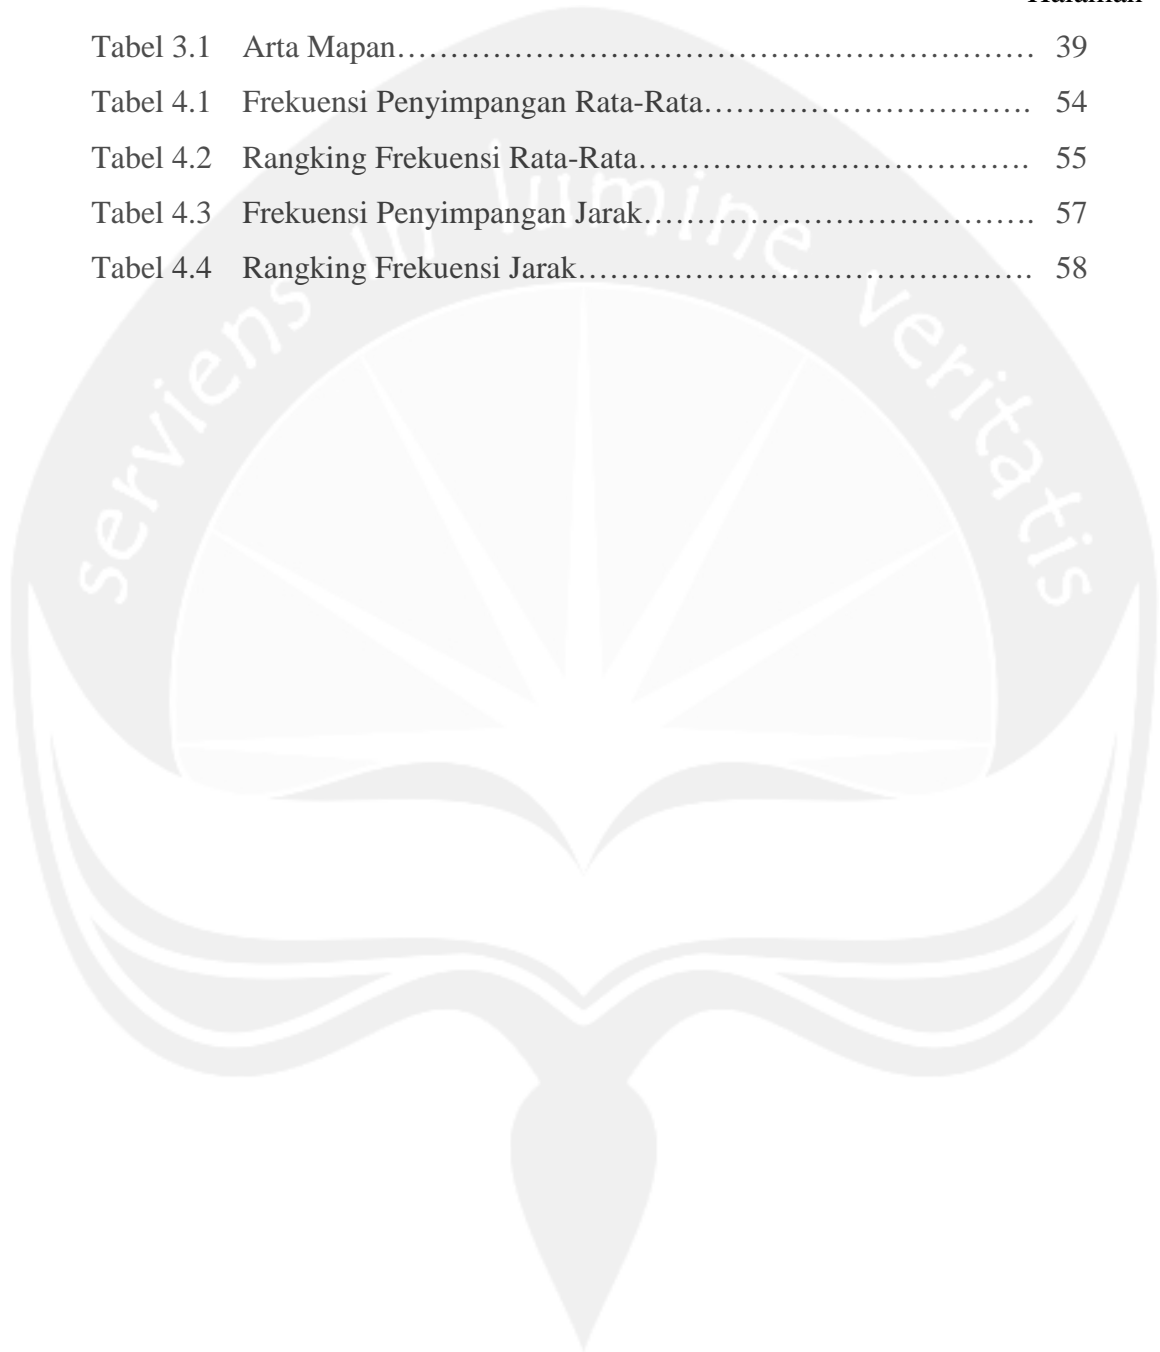 Halaman
Tabel 3.1 Arta Mapan…………………………………………………………… 39
Tabel 4.1 Frekuensi Penyimpangan Rata-Rata……………………………. 54
Tabel 4.2 Rangking Frekuensi Rata-Rata…………………………………. 55
Tabel 4.3 Frekuensi Penyimpangan Jarak…………………………………. 57
Tabel 4.4 Rangking Frekuensi Jarak………………………………………. 58
serviens in lumine veritatis